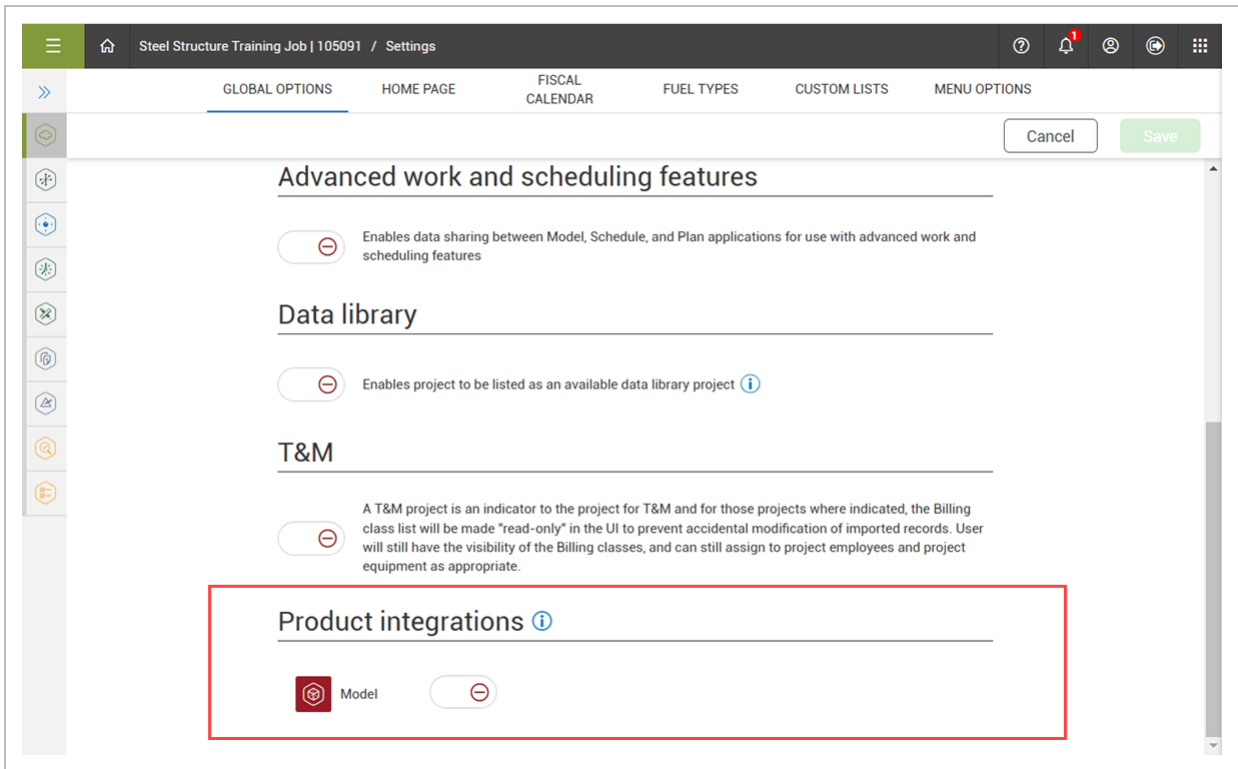 Steel Structure Training Job | 105091 / Settings
1
GLOBAL OPTIONS
HOME PAGE
FISCAL
CALENDAR
FUEL TYPES
CUSTOM LISTS
MENU OPTIONS
Cancel
Save
Advanced work and scheduling features
Enables data sharing between Model, Schedule, and Plan applications for use with advanced work and
scheduling features
Data library
Enables project to be listed as an available data library project
T&M
A T&M project is an indicator to the project for T&M and for those projects where indicated, the Billing
class list will be made "read-only" in the UI to prevent accidental modification of imported records. User
will still have the visibility of the Billing classes, and can still assign to project employees and project
equipment as appropriate.
Product integrations
Model